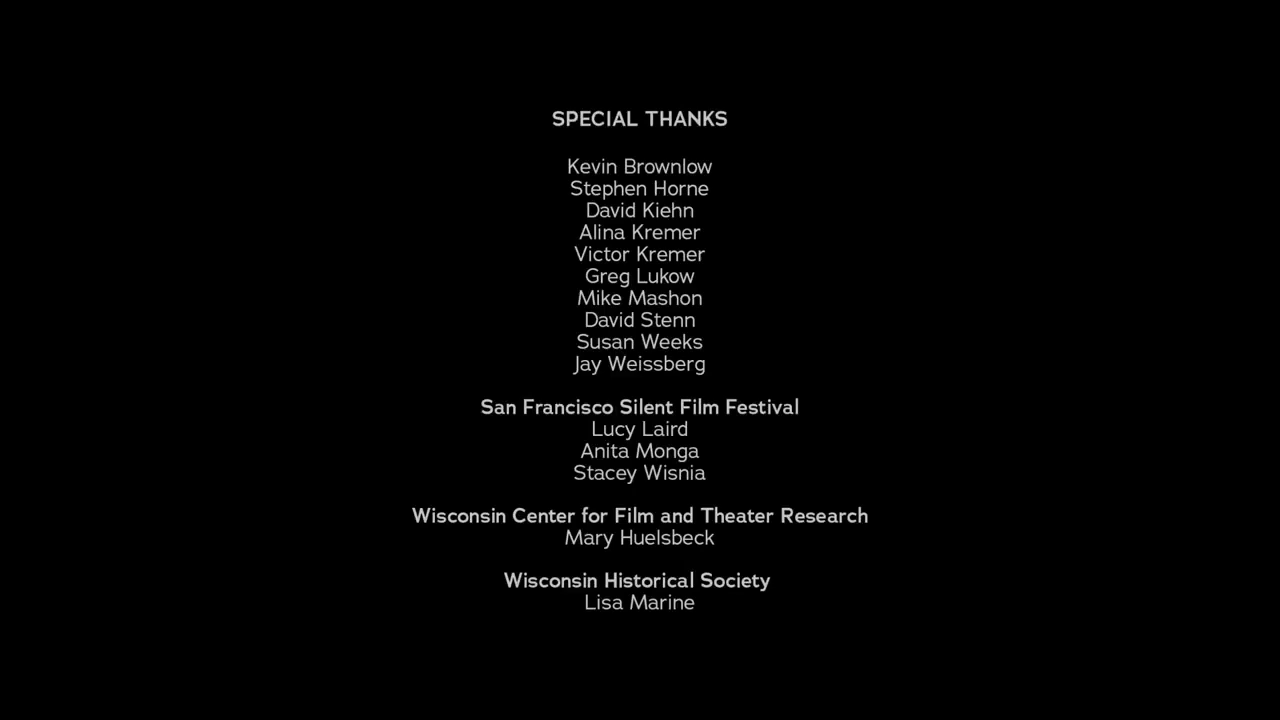 SPECIAL THANKS
Kevin Brownlow
Stephen Horne
David Kiehn
Alina Kremer
Victor Kremer
Greg Lukow
Mike Mashon
David Stenn
Susan Weeks
Jay Weissberg
San Francisco Silent Film Festival
Lucy Laird
Anita Monga
Stacey Wisnia
Wisconsin Center for Film and Theater Research
Mary Huelsbeck
Wisconsin Historical Society
Lisa Marine